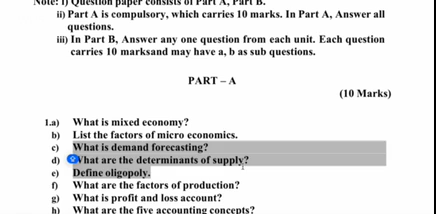 Note: i) Question paper consists of Part A, Part B.
ii) Part A is compulsory, which carries 10 marks. In Part A, Answer all
questions.
iii) In Part B, Answer any one question from each unit. Each question
carries 10 marksand may have a, b as sub questions.
PART – A
(10 Marks)
1.a) What is mixed economy?
b) List the factors of micro economics.
c) What is demand forecasting?
d) What are the determinants of supply?
e) Define oligopoly.
f) What are the factors of production?
g) What is profit and loss account?
h) What are the five accounting concepts?